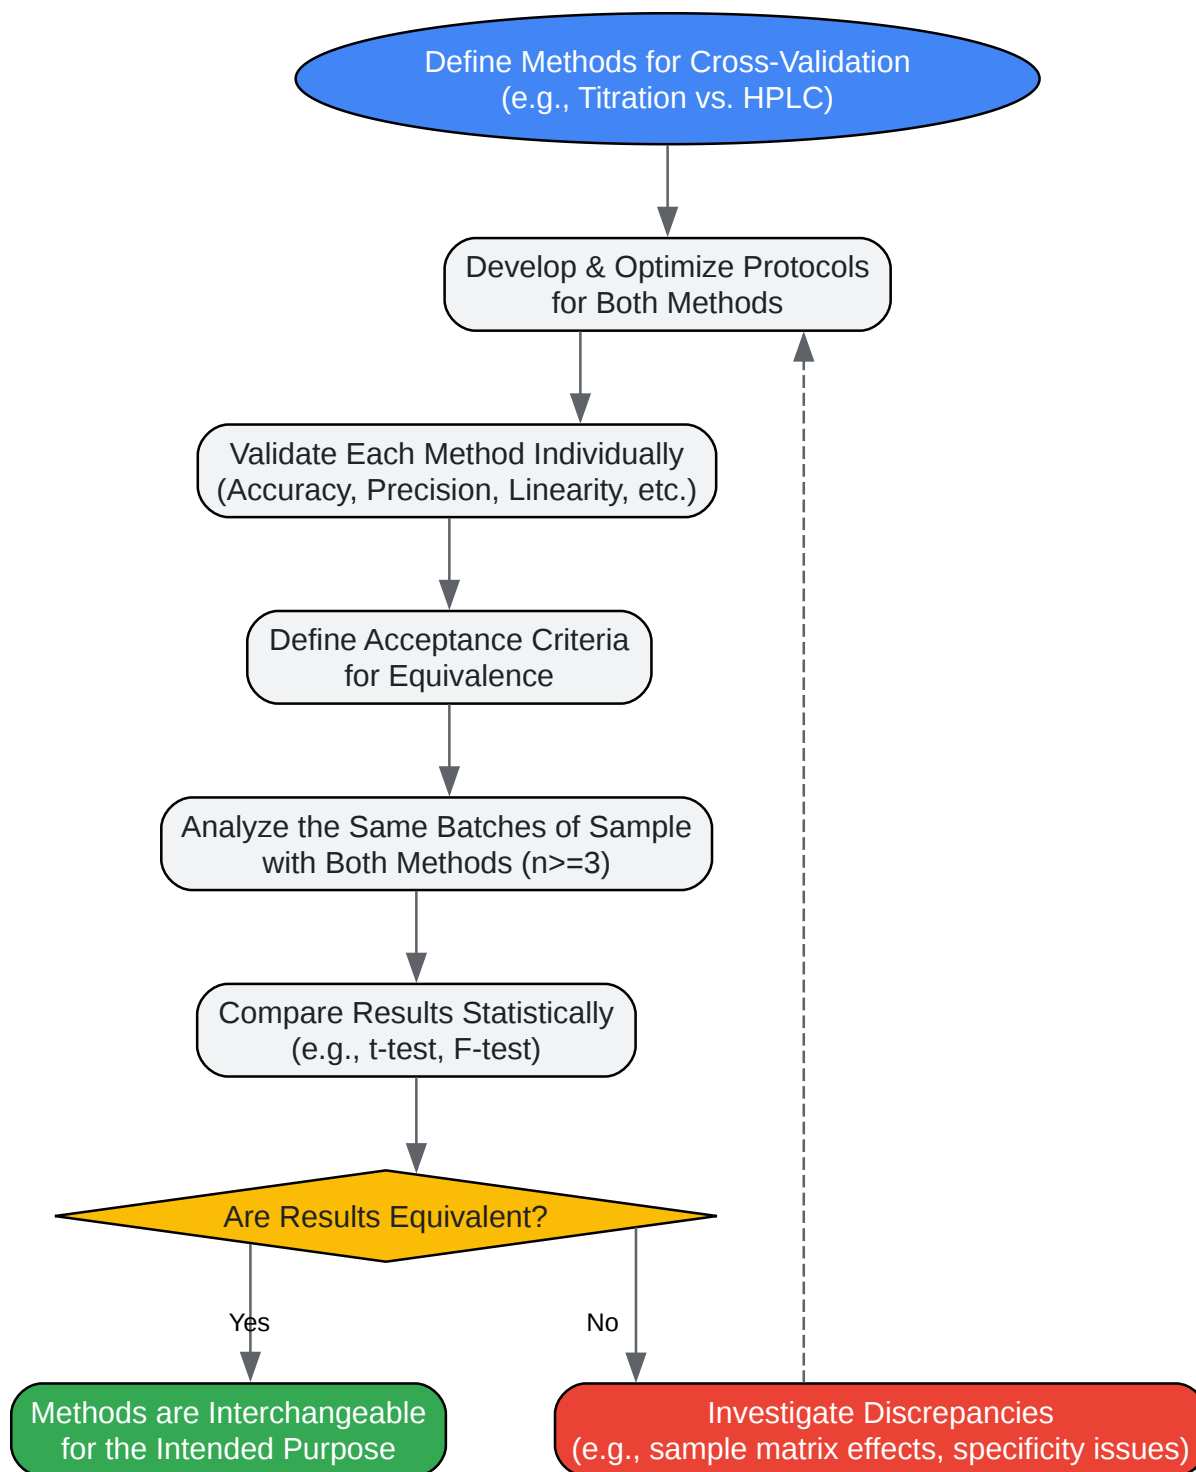 Define Methods for Cross-Validation
(e.g., Titration vs. HPLC)
Develop & Optimize Protocols
for Both Methods
Validate Each Method Individually
(Accuracy, Precision, Linearity, etc.)
Define Acceptance Criteria
for Equivalence
Analyze the Same Batches of Sample
with Both Methods (n>=3)
Compare Results Statistically
(e.g., t-test, F-test)
Are Results Equivalent?
Yes
No
Methods are Interchangeable
for the Intended Purpose
Investigate Discrepancies
(e.g., sample matrix effects, specificity issues)